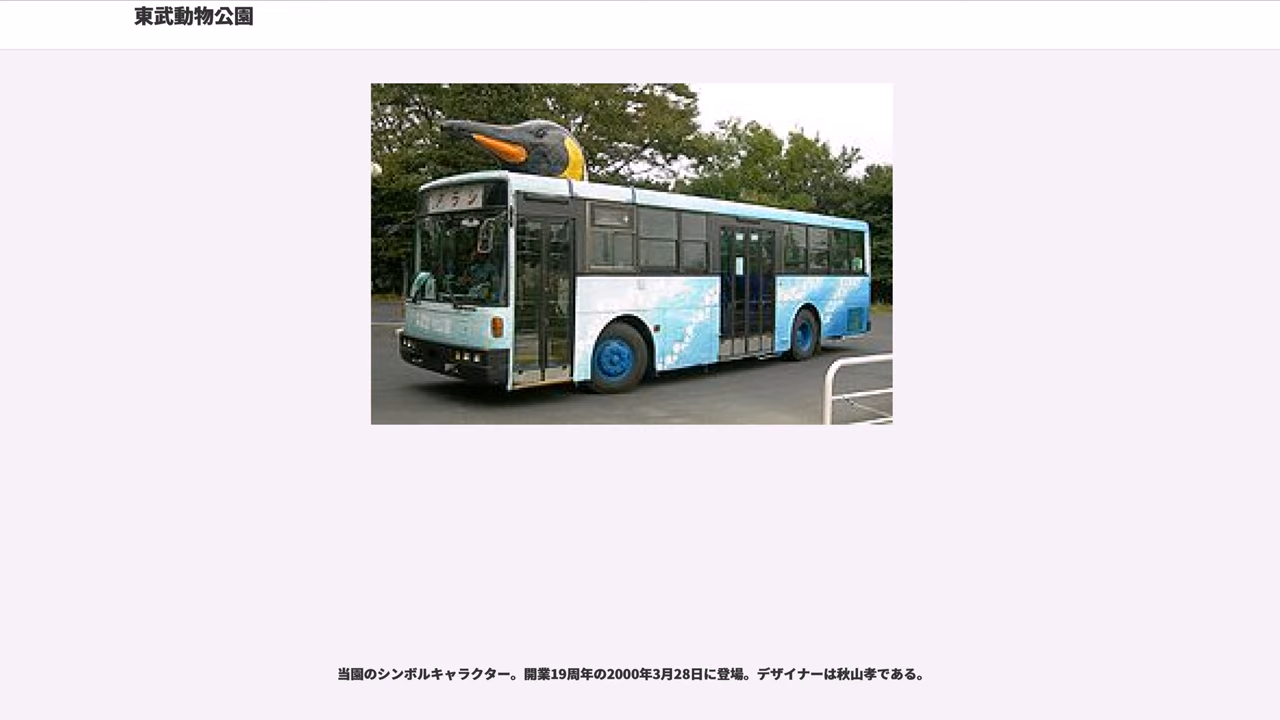 東武動物公園
当園のシンボルキャラクター。開業19周年の2000年3月28日に登場。デザイナーは秋山孝である。